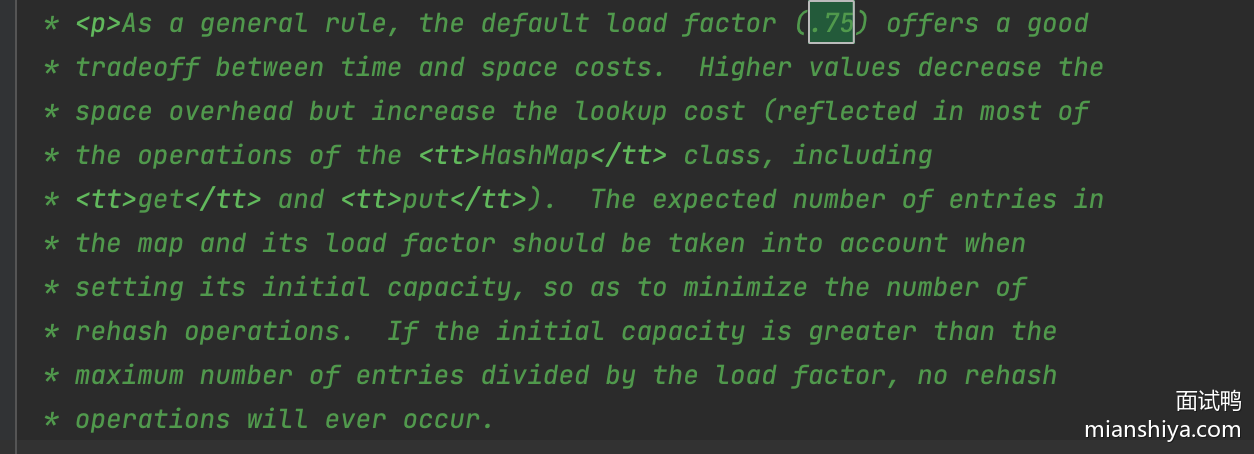 * <p>As a general rule, the default load factor (.75) offers a good
* tradeoff between time and space costs.  Higher values decrease the
* space overhead but increase the lookup cost (reflected in most of
* the operations of the <tt>HashMap</tt> class, including
* <tt>get</tt> and <tt>put</tt>).  The expected number of entries in
* the map and its load factor should be taken into account when
* setting its initial capacity, so as to minimize the number of
* rehash operations.  If the initial capacity is greater than the
* maximum number of entries divided by the load factor, no rehash
* operations will ever occur.
面试鸭
mianshiya.com